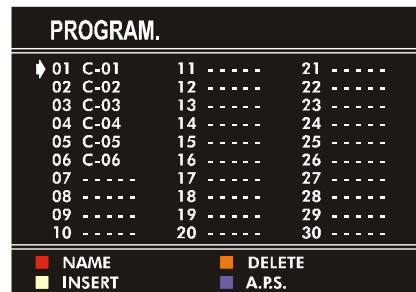 PROGRAM.
01 C-01 11 - - - - - 21 - - - - -
02 C-02 12 - - - - - 22 - - - - -
03 C-03 13 - - - - - 23 - - - - -
04 C-04 14 - - - - - 24 - - - - -
05 C-05 15 - - - - - 25 - - - - -
06 C-06 16 - - - - - 26 - - - - -
07 - - - - - 17 - - - - - 27 - - - - -
08 - - - - - 18 - - - - - 28 - - - - -
09 - - - - - 19 - - - - - 29 - - - - -
10 - - - - - 20 - - - - - 30 - - - - -
NAME DELETE
INSERT A.P.S.